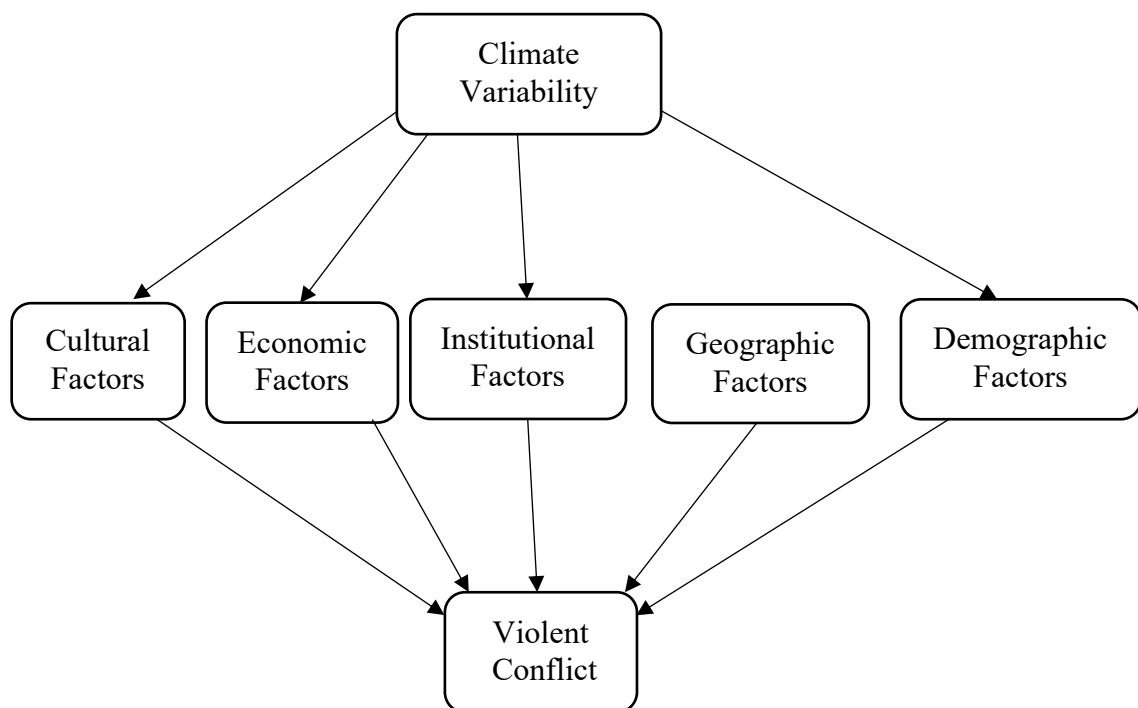 Climate
Variability
Cultural
Factors
Economic
Factors
Institutional
Factors
Geographic
Factors
Demographic
Factors
Violent
Conflict